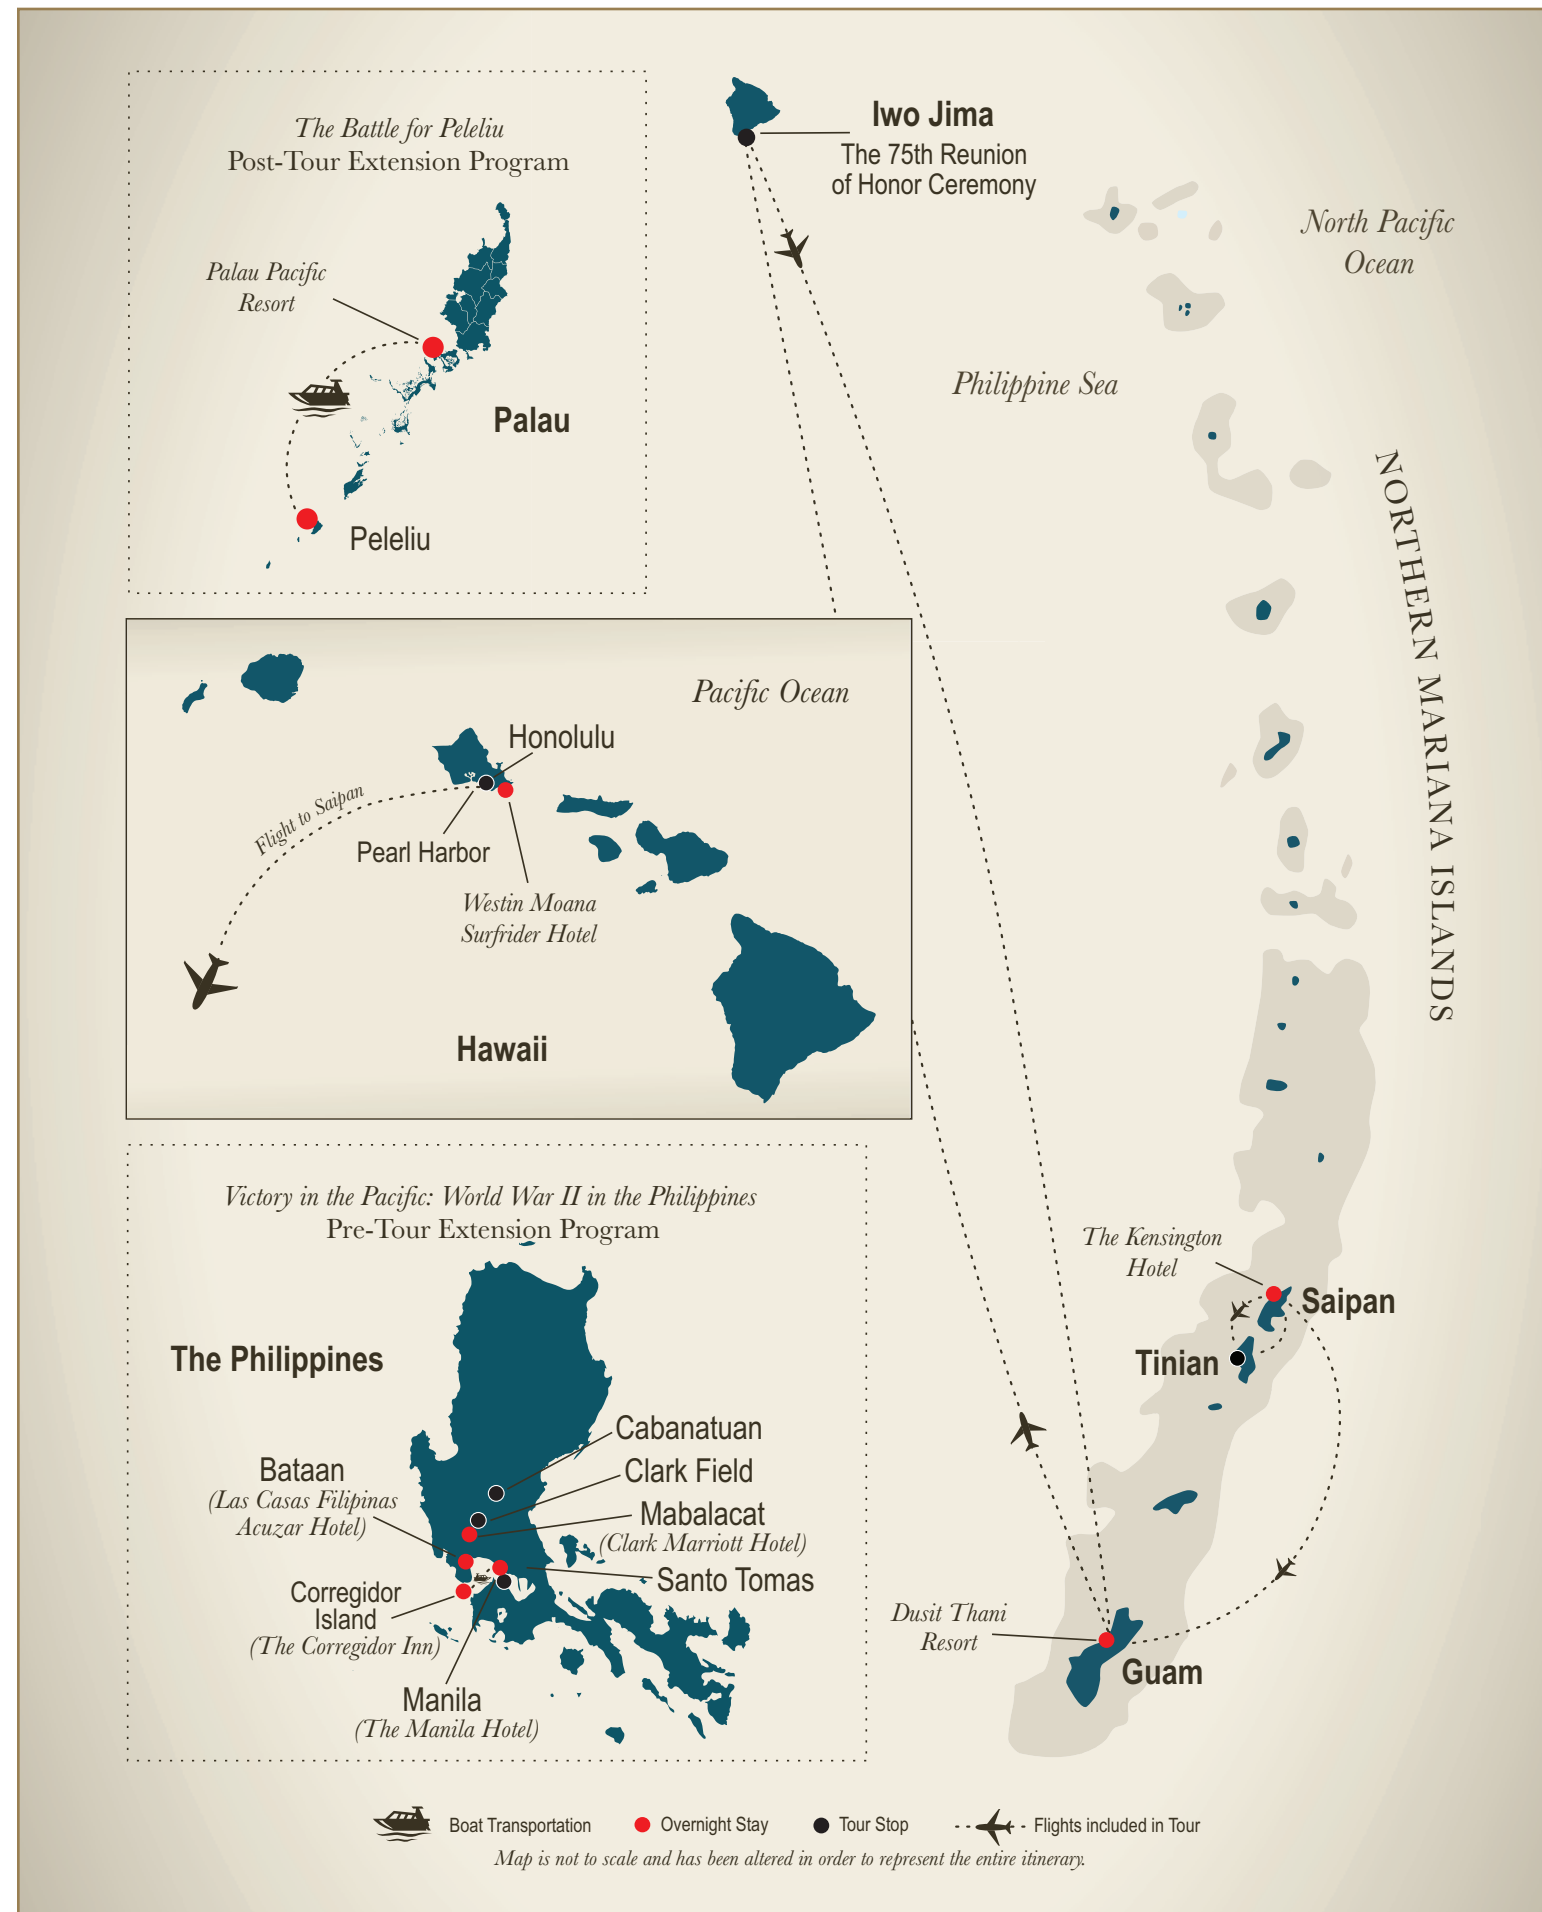 The Battle for Peleliu
Post-Tour Extension Program
Palau Pacific
Resort
Palau
Peleliu
Iwo Jima
The 75th Reunion
of Honor Ceremony
North Pacific
Ocean
Philippine Sea
NORTHERN MARIANA ISLANDS
Pacific Ocean
Honolulu
Flight to Saipan
Pearl Harbor
Westin Moana
Surfrider Hotel
Hawaii
Victory in the Pacific: World War II in the Philippines
Pre-Tour Extension Program
The Philippines
Cabanatuan
Clark Field
Mabalacat
(Clark Marriott Hotel)
Santo Tomas
Bataan
(Las Casas Filipinas
Acuzar Hotel)
Corregidor
Island
(The Corregidor Inn)
Manila
(The Manila Hotel)
The Kensington
Hotel
Saipan
Tinian
Dusit Thani
Resort
Guam
Boat Transportation
Overnight Stay
Tour Stop
Flights included in Tour
Map is not to scale and has been altered in order to represent the entire itinerary.